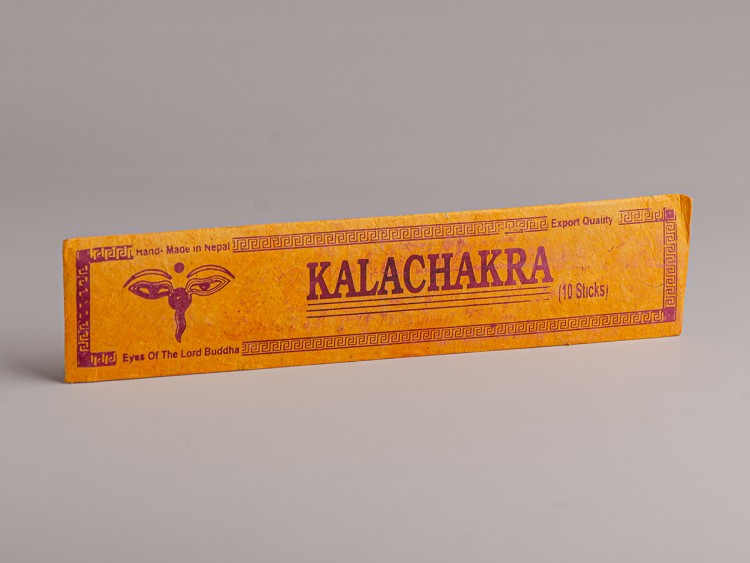 Hand- Made in Nepal
Export Quality
KALACHAKRA
(10 Sticks)
Eyes Of The Lord Buddha